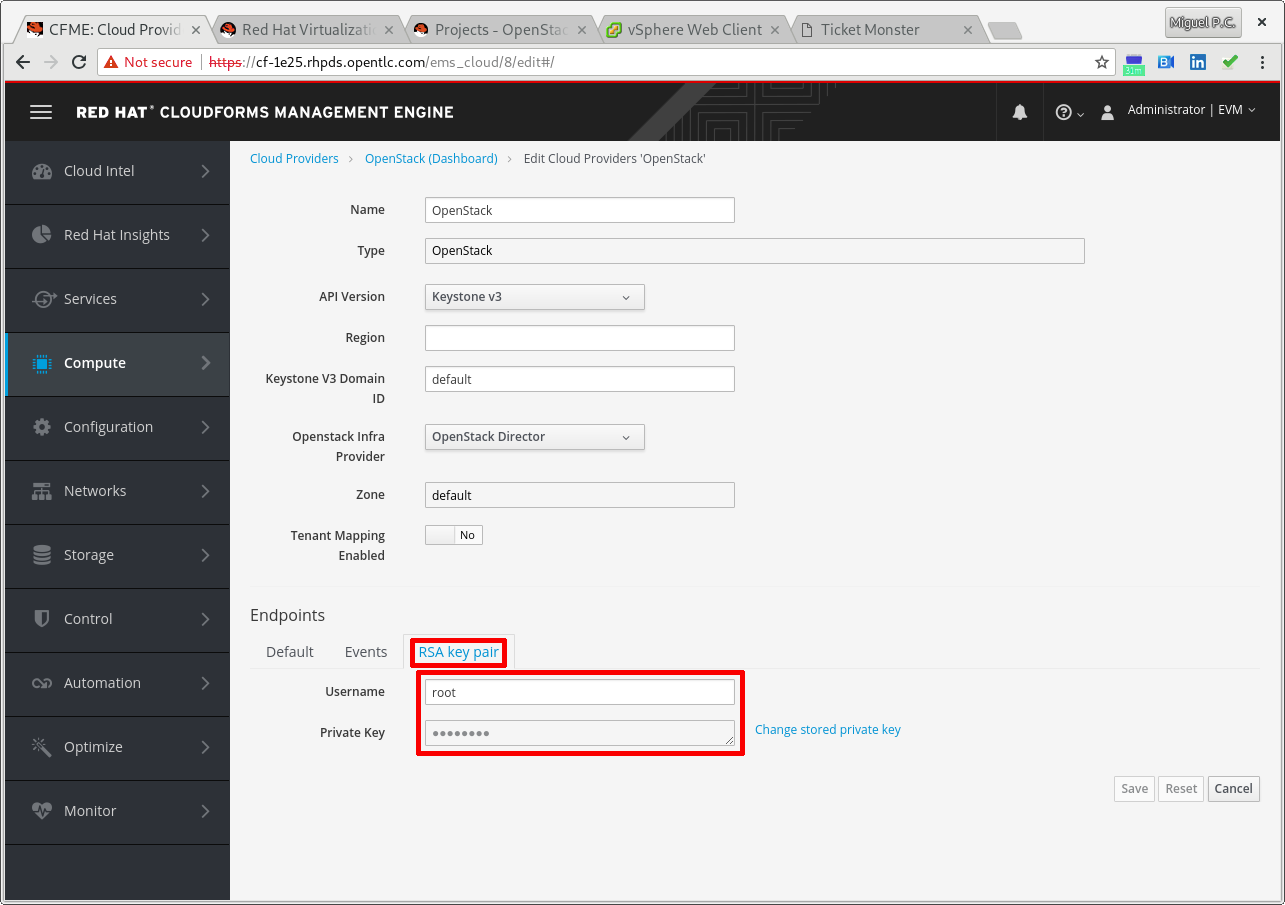 CFME: Cloud Provid
Red Hat Virtualizati
Projects - OpenStac
vSphere Web Client
Ticket Monster
Miguel P.C.
Not secure
https://cf-1e25.rhpds.opentlc.com/ems_cloud/8/edit#/
31m
RED HAT® CLOUDFORMS MANAGEMENT ENGINE
Administrator | EVM
Cloud Intel
Red Hat Insights
Services
Compute
Configuration
Networks
Storage
Control
Automation
Optimize
Monitor
Cloud Providers
OpenStack (Dashboard)
Edit Cloud Providers 'OpenStack'
Name
OpenStack
Type
OpenStack
API Version
Keystone v3
Region
Keystone V3 Domain
ID
default
Openstack Infra
Provider
OpenStack Director
Zone
default
Tenant Mapping
Enabled
No
Endpoints
Default
Events
RSA key pair
Username
root
Private Key
●●●●●●●●
Change stored private key
Save
Reset
Cancel